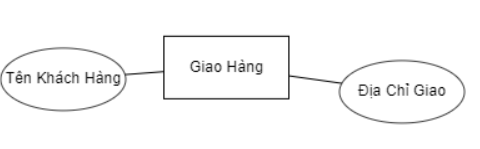 Tên Khách Hàng
Giao Hàng
Địa Chỉ Giao